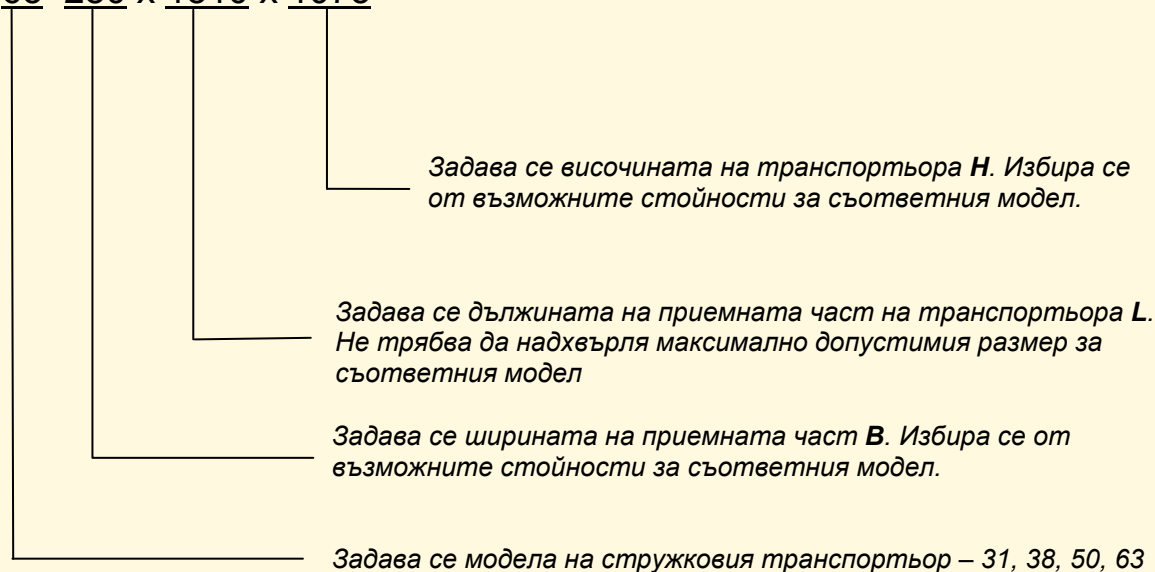 Задава се височината на транспортьора H. Избира се
от възможните стойности за съответния модел.
Задава се дължината на приемната част на транспортьора L.
Не трябва да надхвърля максимално допустимия размер за
съответния модел
Задава се ширината на приемната част B. Избира се от
възможните стойности за съответния модел.
Задава се модела на стружковия транспортьор – 31, 38, 50, 63